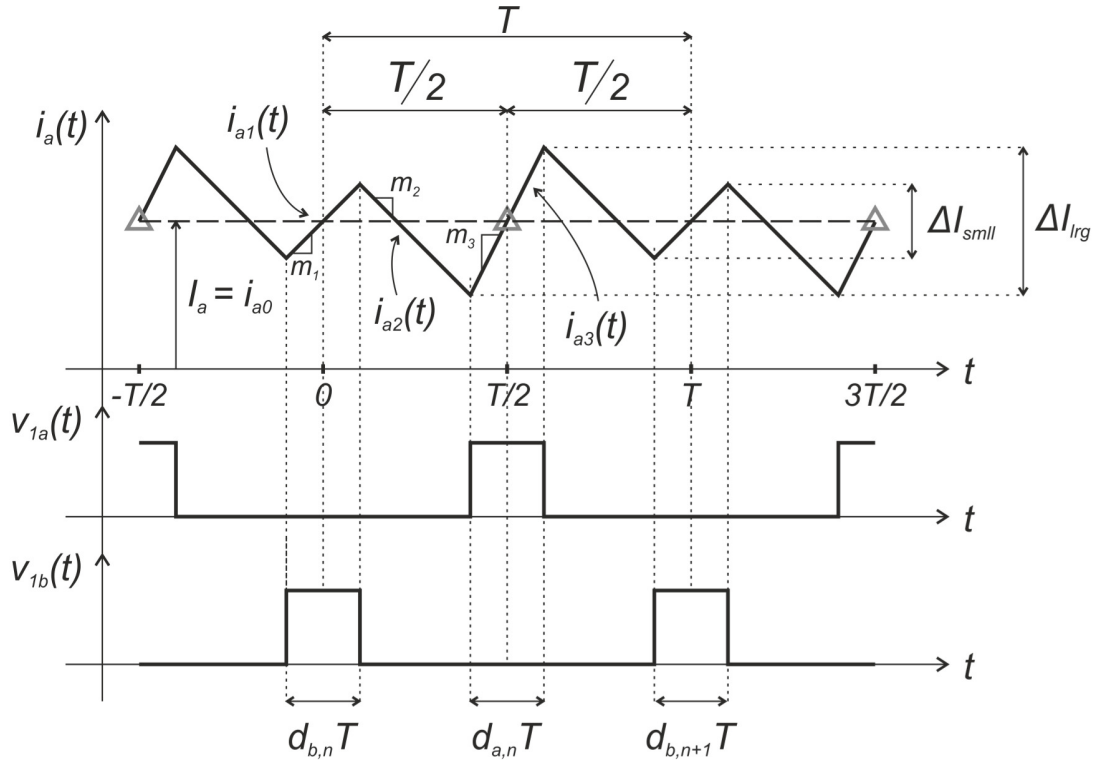 T
T/2 T/2
i_a(t)
i_a1(t)
m_2
m_3
m_1
ΔI_smll
ΔI_lrg
I_a = i_a0
i_a2(t)
i_a3(t)
-T/2 0 T/2 T 3T/2 t
v_1a(t)
t
v_1b(t)
t
d_b,n T d_a,n T d_b,n+1 T